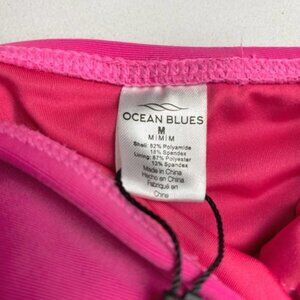 OCEAN BLUES
M
M|M|M
Shell: 82% Polyamide
18% Spandex
Lining: 87% Polyester
13% Spandex
Made in China
Hecho en China
Fabriqué en
Chine